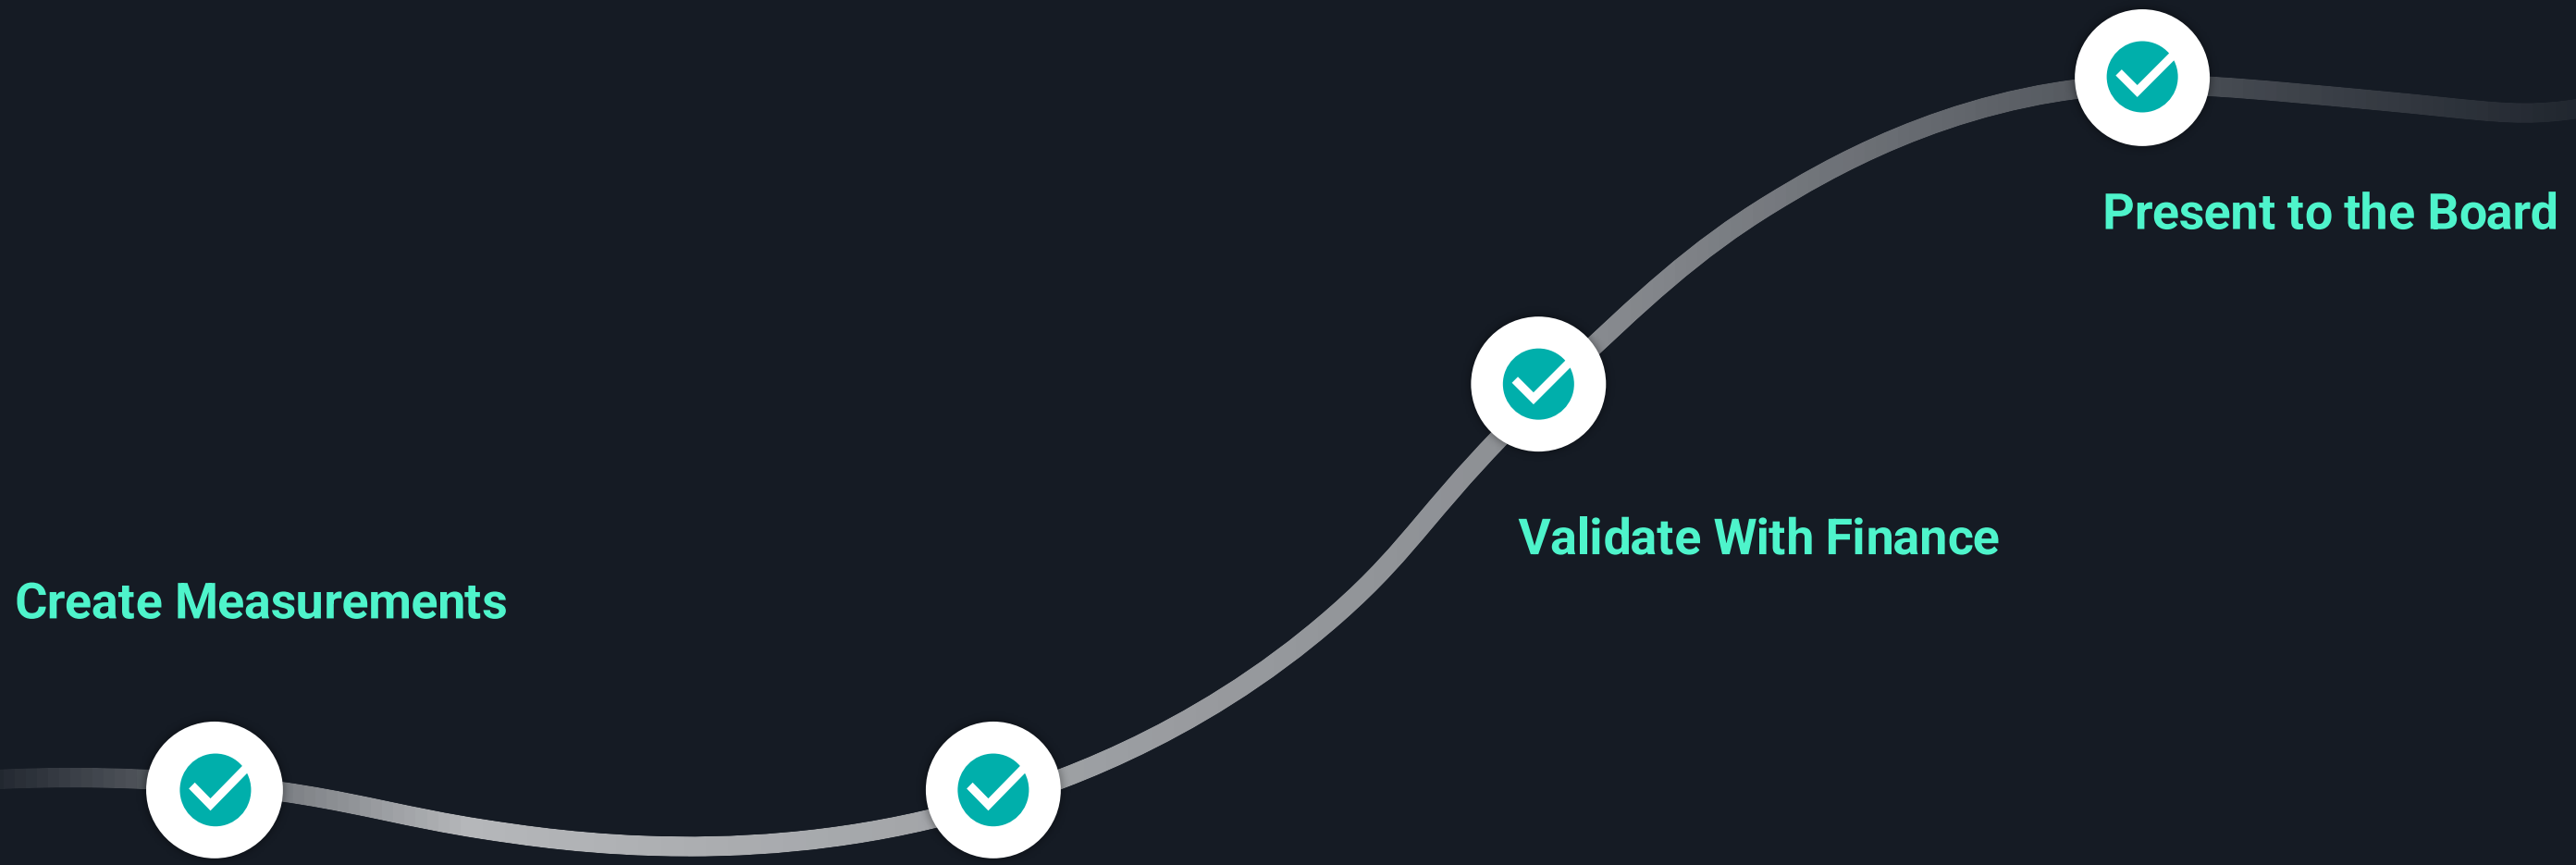 Create Measurements
Validate With Finance
Present to the Board